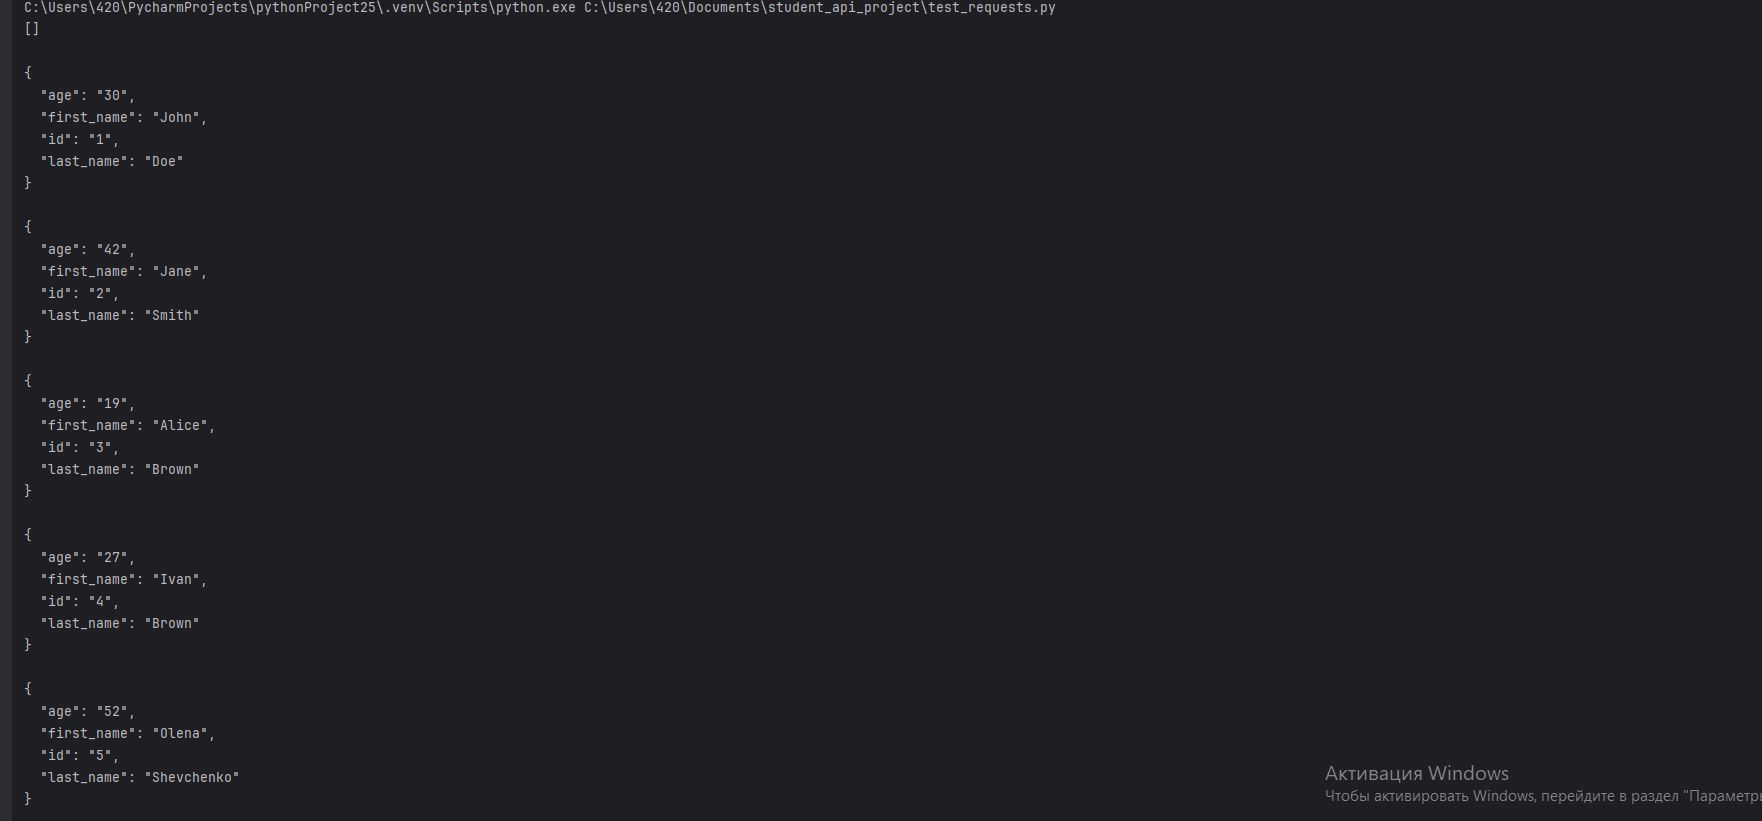 C:\Users\420\PycharmProjects\pythonProject25\.venv\Scripts\python.exe C:\Users\420\Documents\student_api_project\test_requests.py
[]
{
  "age": "30",
  "first_name": "John",
  "id": "1",
  "last_name": "Doe"
}
{
  "age": "42",
  "first_name": "Jane",
  "id": "2",
  "last_name": "Smith"
}
{
  "age": "19",
  "first_name": "Alice",
  "id": "3",
  "last_name": "Brown"
}
{
  "age": "27",
  "first_name": "Ivan",
  "id": "4",
  "last_name": "Brown"
}
{
  "age": "52",
  "first_name": "Olena",
  "id": "5",
  "last_name": "Shevchenko"
}
Активация Windows
Чтобы активировать Windows, перейдите в раздел "Параметры